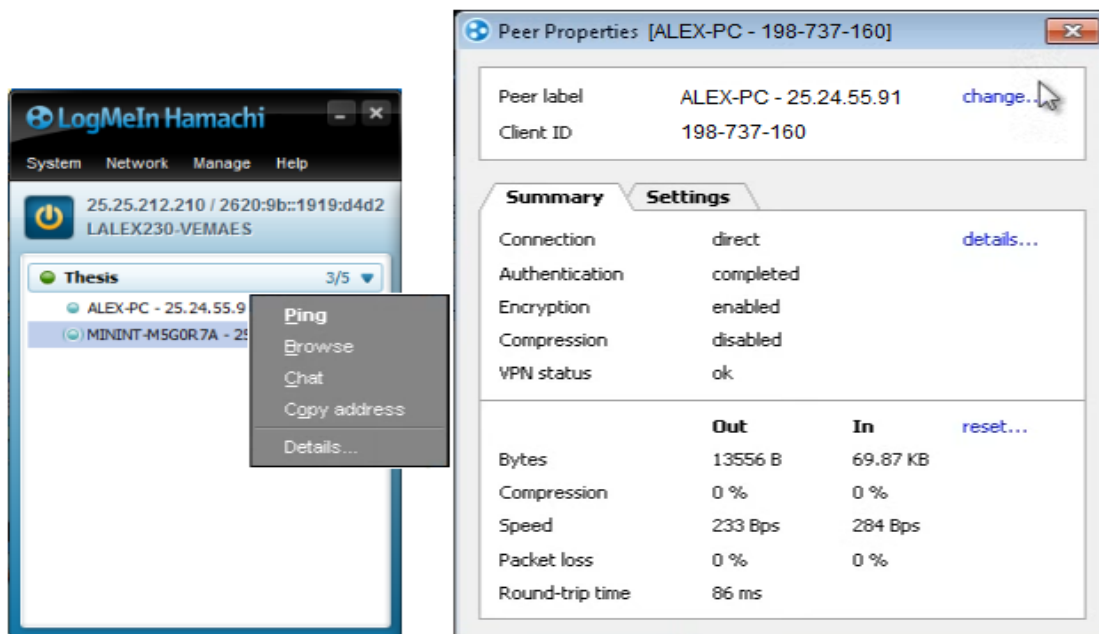 LogMeIn Hamachi
System Network Manage Help
25.25.212.210 / 2620:9b::1919:d4d2
LALEX230-VEMAES
Thesis 3/5
ALEX-PC - 25.24.55.9
MININT-M5G0R7A - 25
Ping
Browse
Chat
Copy address
Details...
Peer Properties [ALEX-PC - 198-737-160]
Peer label ALEX-PC - 25.24.55.91 change...
Client ID 198-737-160
Summary Settings
Connection direct details...
Authentication completed
Encryption enabled
Compression disabled
VPN status ok
Out In reset...
Bytes 13556 B 69.87 KB
Compression 0 % 0 %
Speed 233 Bps 284 Bps
Packet loss 0 % 0 %
Round-trip time 86 ms